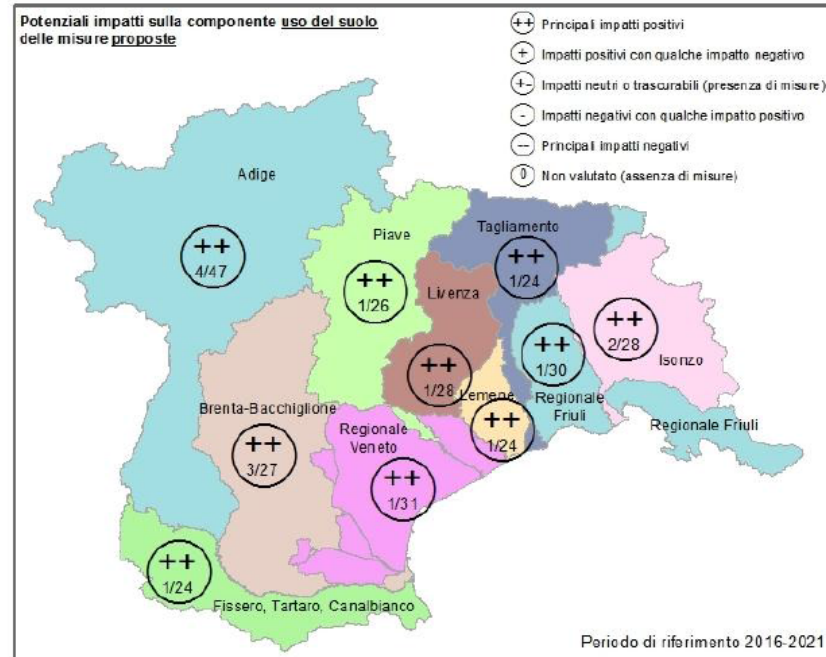 Potenziali impatti sulla componente uso del suolo
delle misure proposte
++ Principali impatti positivi
+ Impatti positivi con qualche impatto negativo
+- Impatti neutri o trascurabili (presenza di misure)
- Impatti negativi con qualche impatto positivo
-- Principali impatti negativi
0 Non valutato (assenza di misure)
Adige
++
4/47
Piave
++
1/26
Tagliamento
++
1/24
Livenza
++
1/28
++
2/28
Isonzo
++
1/30
Regionale
Friuli
Lemene
++
1/24
Regionale Friuli
Brenta-Bacchiglione
++
3/27
Regionale
Veneto
++
1/31
++
1/24
Fissero, Tartaro, Canalbianco
Periodo di riferimento 2016-2021